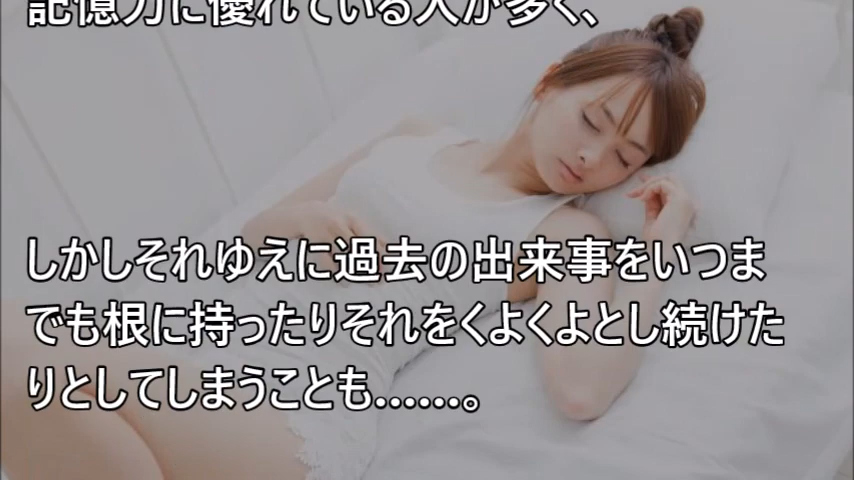 記憶力に優れている人が多く、
しかしそれゆえに過去の出来事をいつま
でも根に持ったりそれをくよくよとし続けた
りとしてしまうことも......。